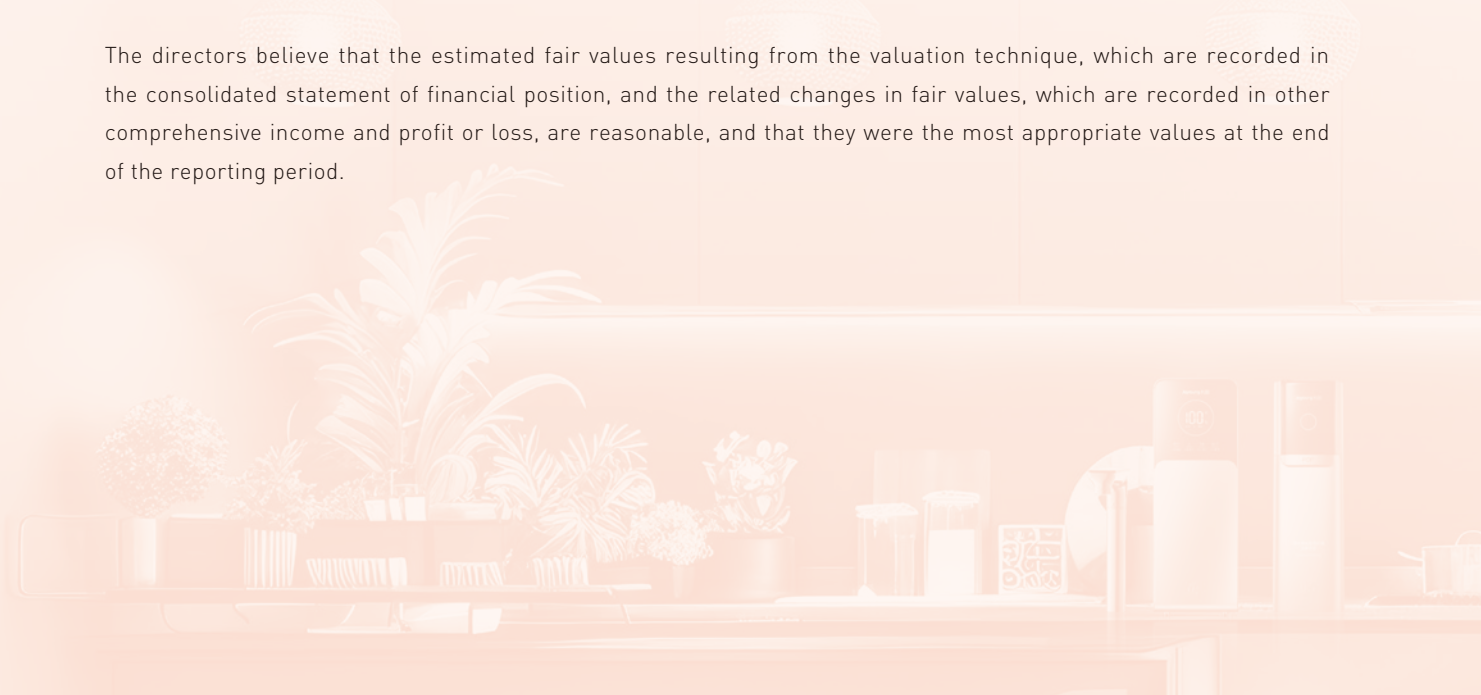 The directors believe that the estimated fair values resulting from the valuation technique, which are recorded in
the consolidated statement of financial position, and the related changes in fair values, which are recorded in other
comprehensive income and profit or loss, are reasonable, and that they were the most appropriate values at the end
of the reporting period.